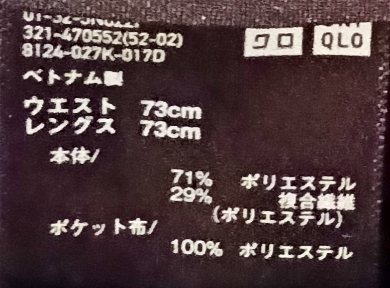 321-470552(52-02)
8124-027K-017D
クロ QLO
ベトナム製
ウエスト 73cm
レングス 73cm
本体/
71% ポリエステル
29% 複合繊維
(ポリエステル)
ポケット布/
100% ポリエステル